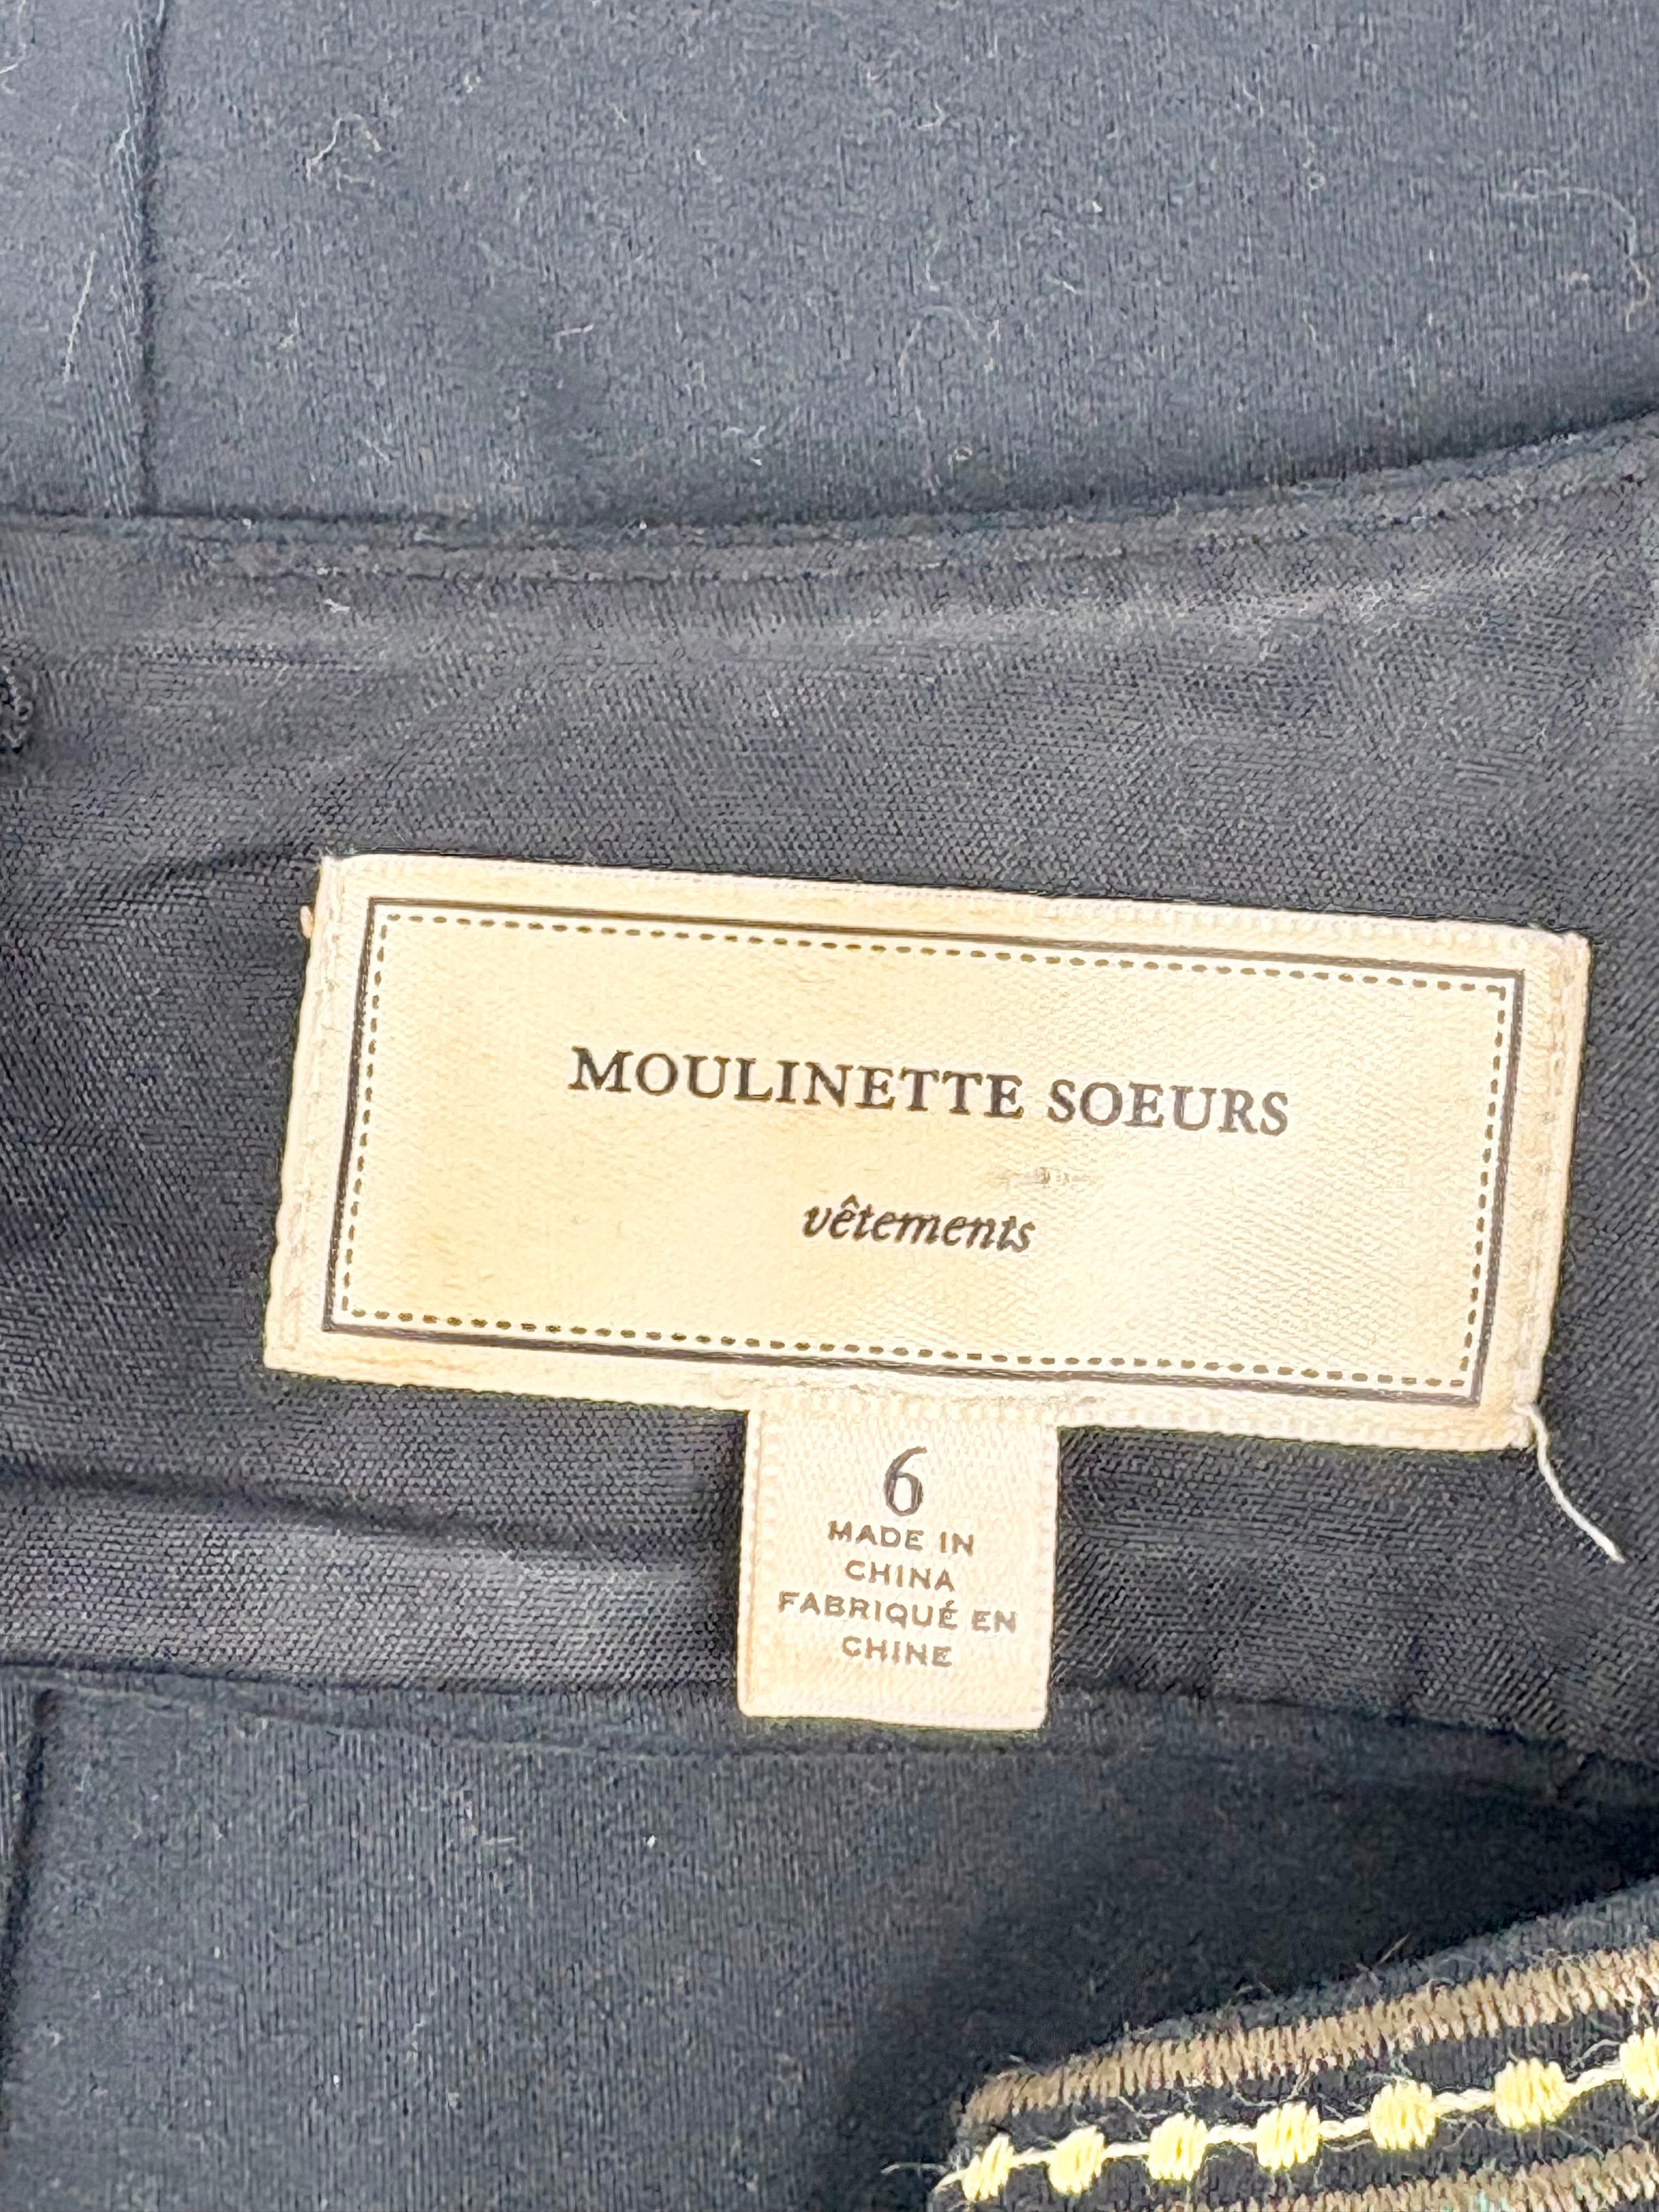 MOULINETTE SOEURS
vêtements
6
MADE IN
CHINA
FABRIQUÉ EN
CHINE